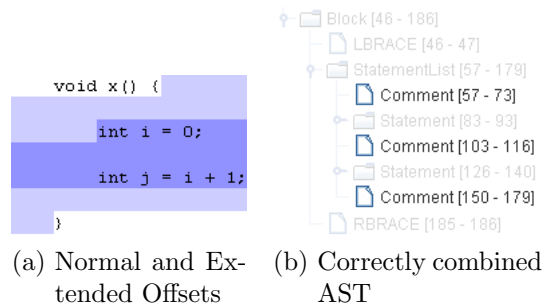 void x() {
int i = 0;
int j = i + 1;
}
(a) Normal and Ex-
tended Offsets
Block [46 - 186]
LBRACE [46 - 47]
StatementList [57 - 179]
Comment [57 - 73]
Statement [83 - 93]
Comment [103 - 116]
Statement [126 - 140]
Comment [150 - 179]
RBRACE [185 - 186]
(b) Correctly combined
AST